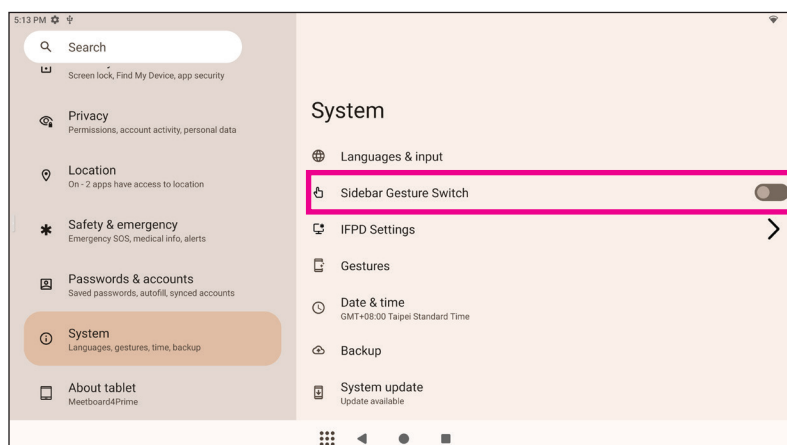 5:13 PM
Search
Screen lock, Find My Device, app security
Privacy
Permissions, account activity, personal data
Location
On - 2 apps have access to location
Safety & emergency
Emergency SOS, medical info, alerts
Passwords & accounts
Saved passwords, autofill, synced accounts
System
Languages, gestures, time, backup
About tablet
Meetboard4Prime
System
Languages & input
Sidebar Gesture Switch
IFPD Settings
Gestures
Date & time
GMT+08:00 Taipei Standard Time
Backup
System update
Update available